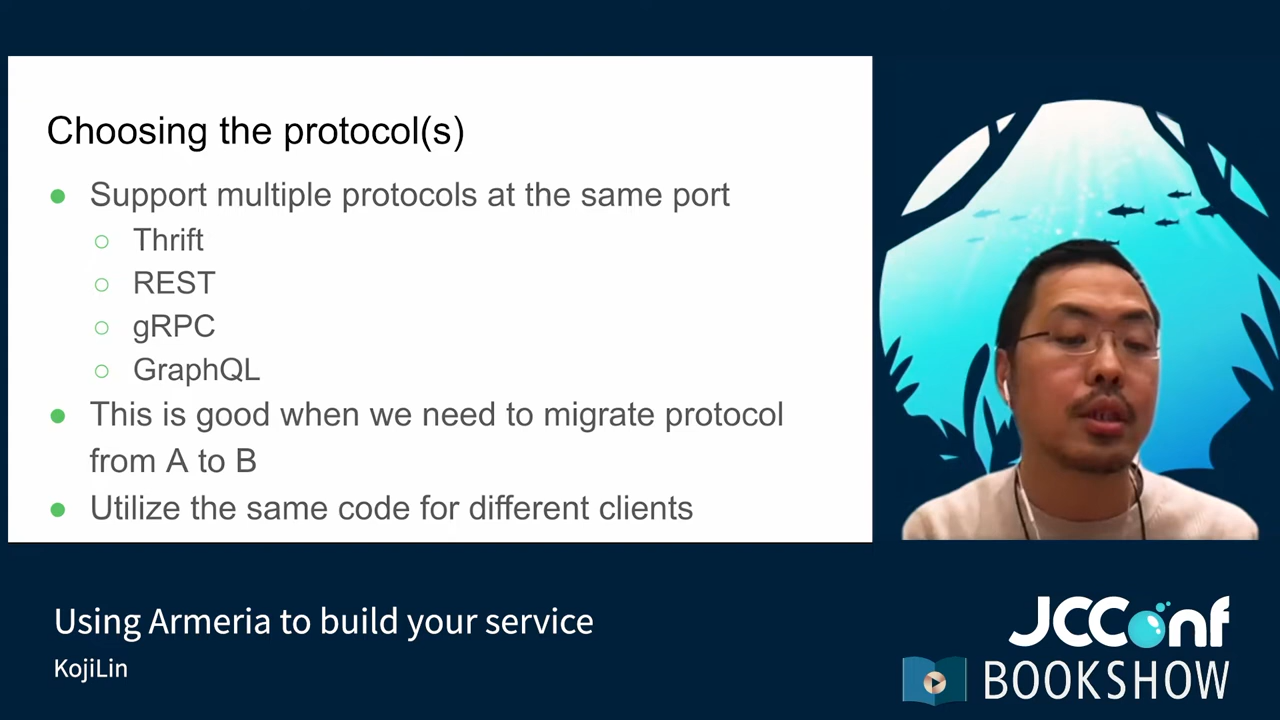 Choosing the protocol(s)
● Support multiple protocols at the same port
○ Thrift
○ REST
○ gRPC
○ GraphQL
● This is good when we need to migrate protocol
from A to B
● Utilize the same code for different clients
Using Armeria to build your service
KojiLin
JCConf
BOOKSHOW